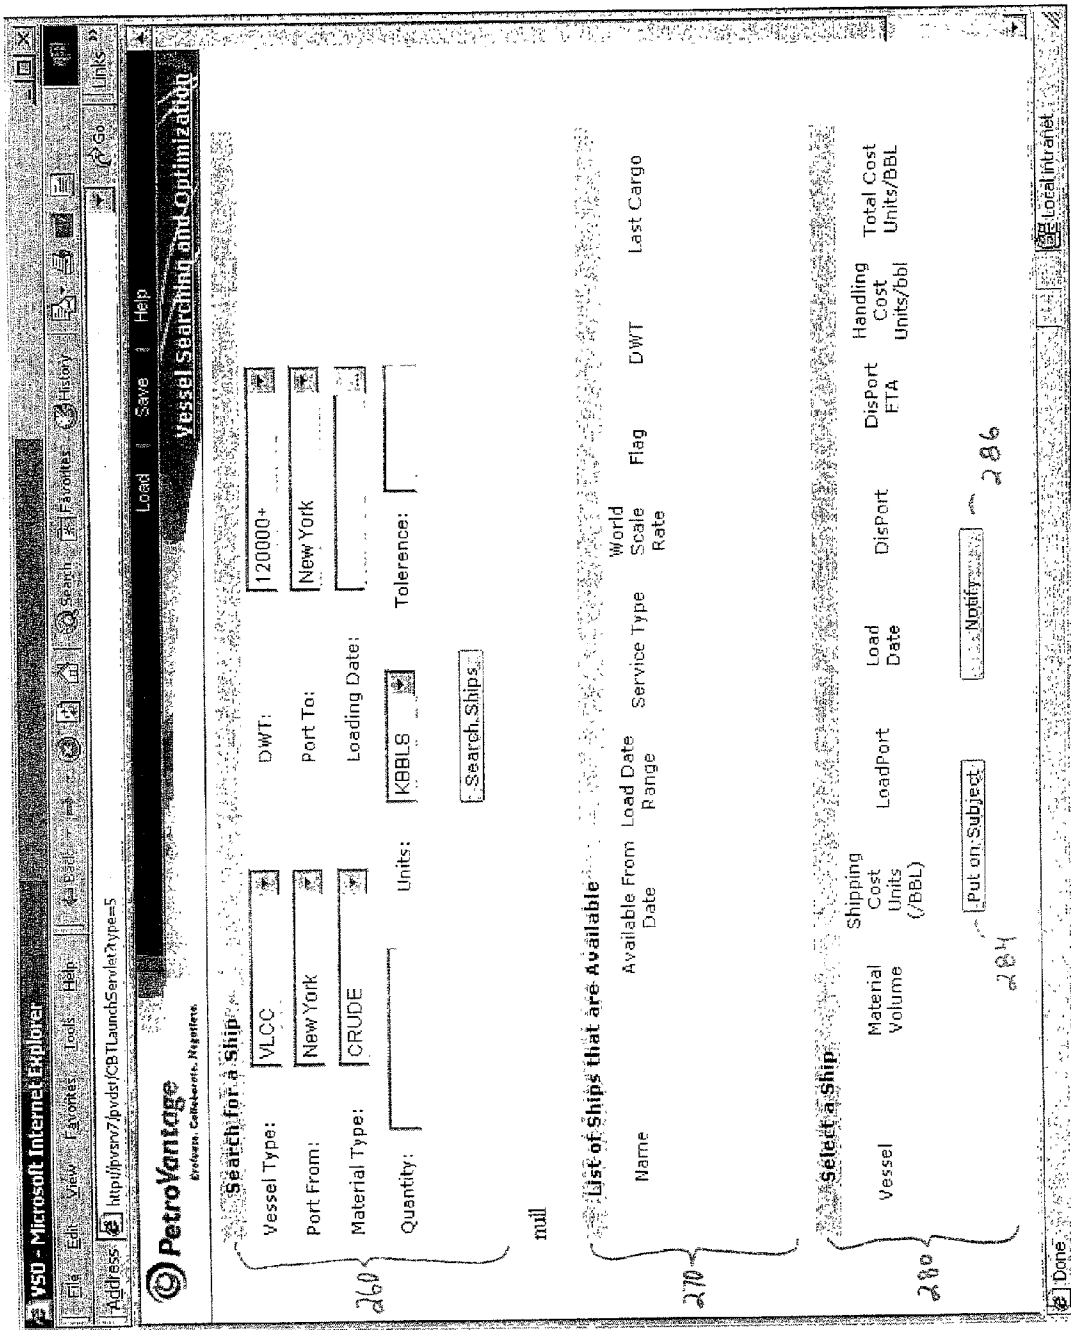 VSO - Microsoft Internet Explorer
File Edit View Favorites Tools Help Back Search Favorites History
Address http://pvsrv7/pvdst/CBTLaunchServlet?type=5 Go Links »
Load | Save | Help
PetroVantage
Vessel Searching and Optimization
Evaluate. Collaborate. Negotiate.
Search for a Ship
Vessel Type: VLCC DWT: 120000+
Port From: New York Port To: New York
Material Type: CRUDE Loading Date: ...
Quantity: Units: KBBLS Tolerence:
Search Ships
260
null
List of Ships that are Available
Name Available From Date Load Date Range Service Type World Scale Rate Flag DWT Last Cargo
270
Select a Ship
Vessel Material Volume Shipping Cost Units (/BBL) LoadPort Load Date DisPort DisPort ETA Handling Cost Units/bbl Total Cost Units/BBL
280
Put on Subject Notify
284 286
Done Local intranet